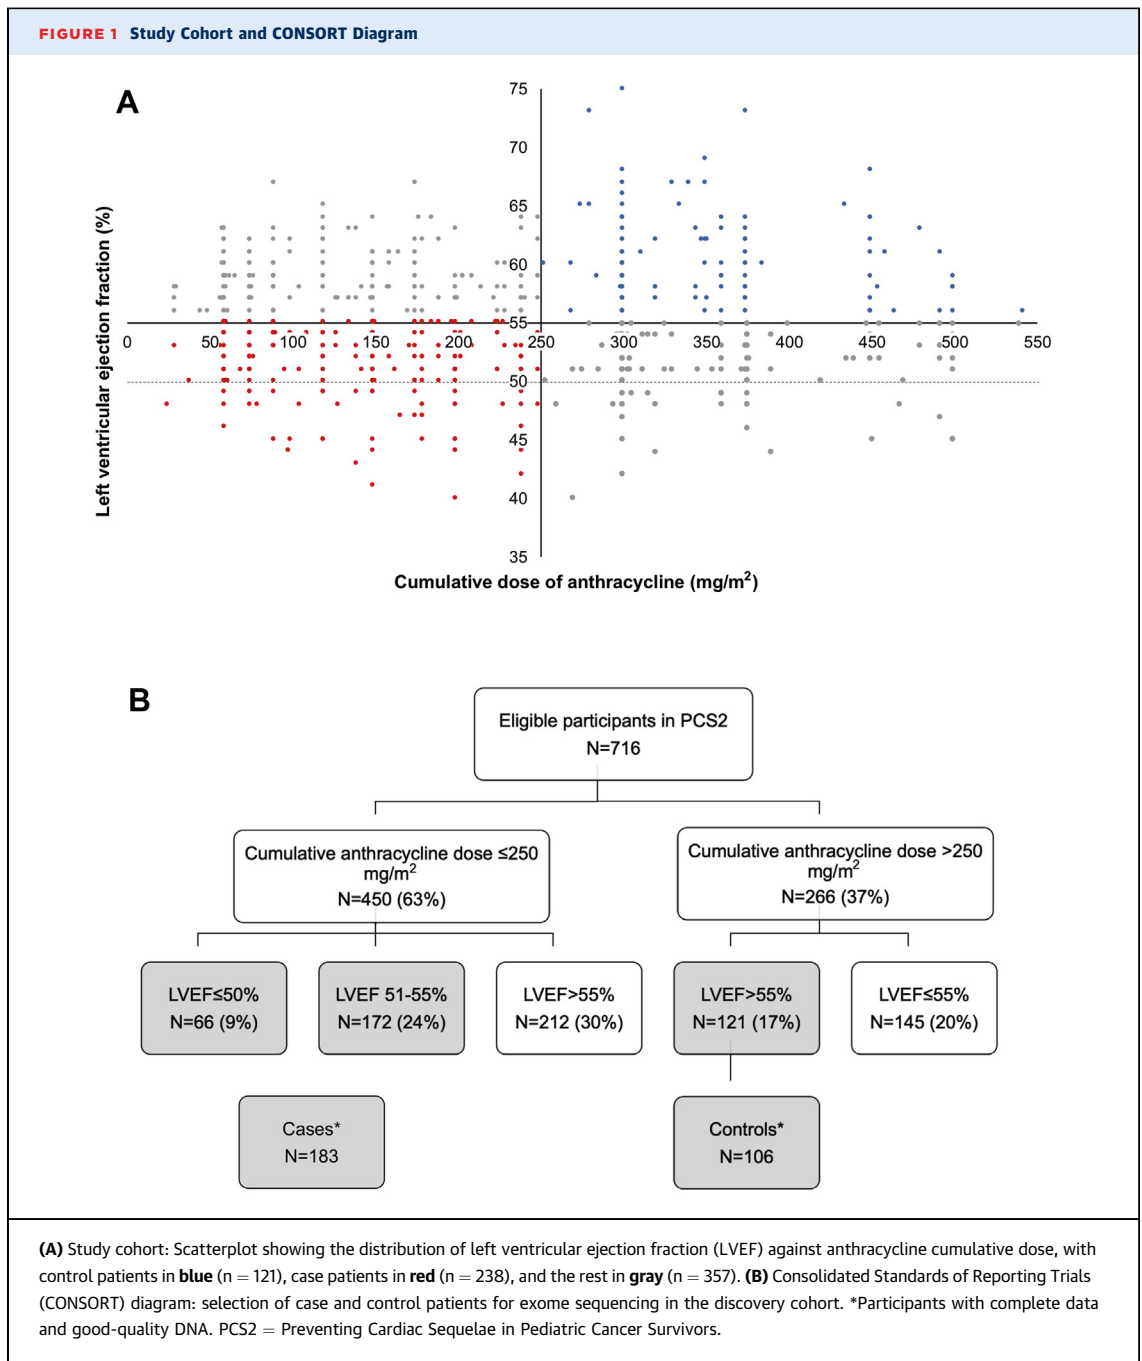 FIGURE 1 Study Cohort and CONSORT Diagram
A
75
70
65
60
55
50
45
40
35
0 50 100 150 200 250 300 350 400 450 500 550
Left ventricular ejection fraction (%)
Cumulative dose of anthracycline (mg/m²)
B
Eligible participants in PCS2
N=716
Cumulative anthracycline dose ≤250
mg/m²
N=450 (63%)
Cumulative anthracycline dose >250
mg/m²
N=266 (37%)
LVEF≤50%
N=66 (9%)
LVEF 51-55%
N=172 (24%)
LVEF>55%
N=212 (30%)
LVEF>55%
N=121 (17%)
LVEF≤55%
N=145 (20%)
Cases*
N=183
Controls*
N=106
(A) Study cohort: Scatterplot showing the distribution of left ventricular ejection fraction (LVEF) against anthracycline cumulative dose, with
control patients in blue (n = 121), case patients in red (n = 238), and the rest in gray (n = 357). (B) Consolidated Standards of Reporting Trials
(CONSORT) diagram: selection of case and control patients for exome sequencing in the discovery cohort. *Participants with complete data
and good-quality DNA. PCS2 = Preventing Cardiac Sequelae in Pediatric Cancer Survivors.